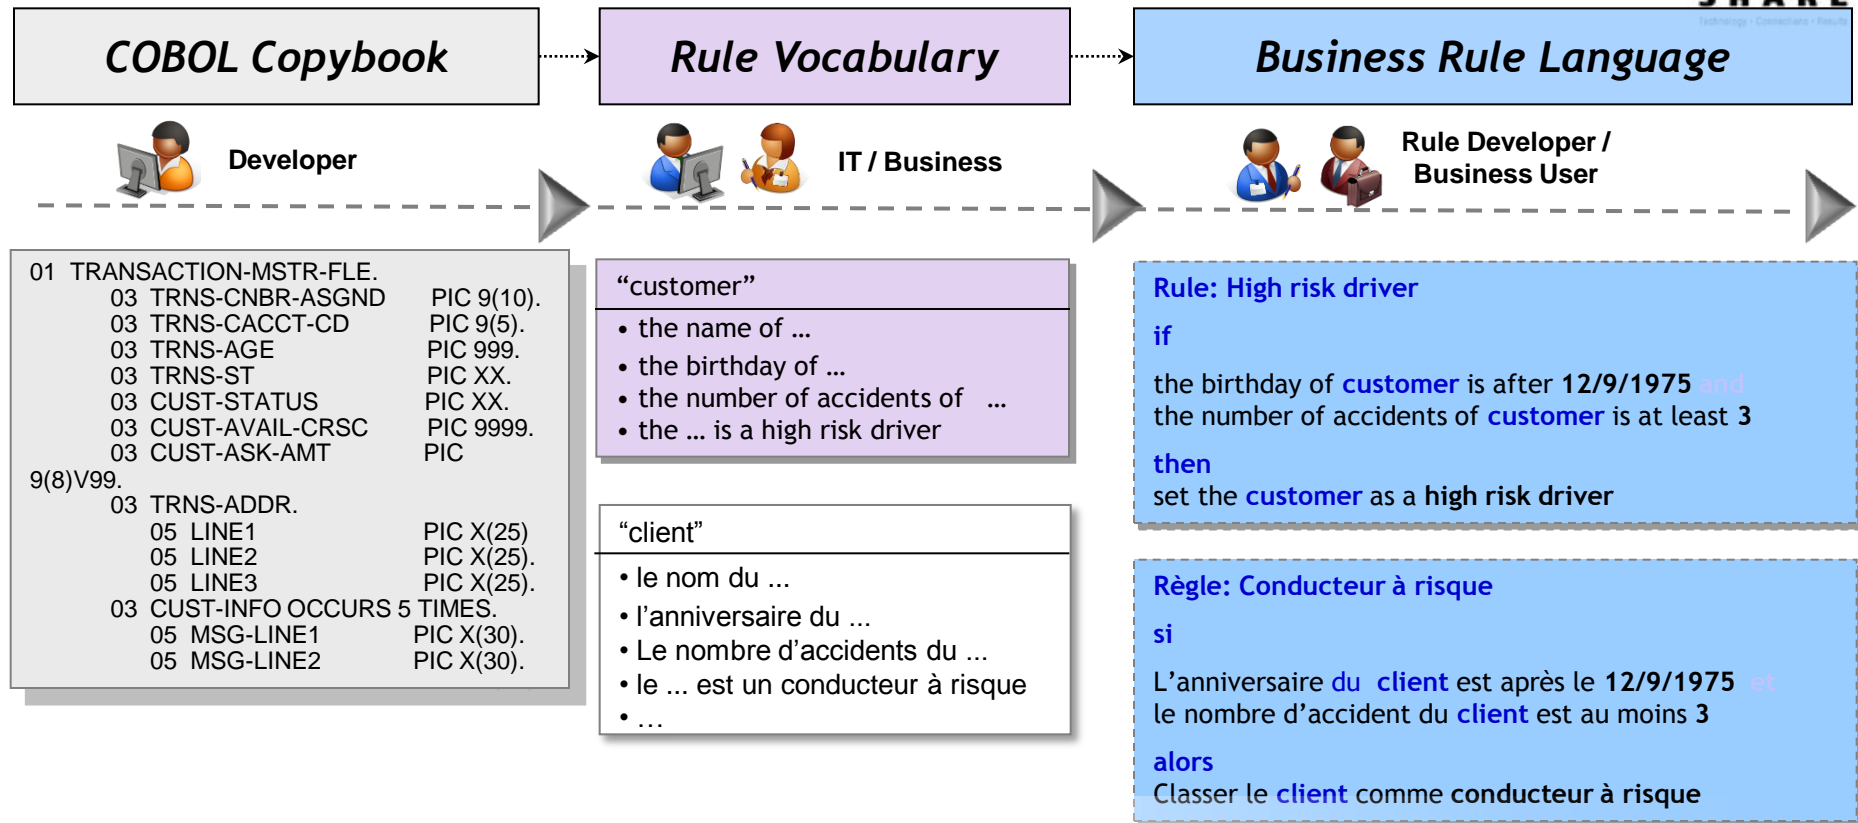 SHARE
Technology · Connections · Results
COBOL Copybook
Rule Vocabulary
Business Rule Language
Developer
IT / Business
Rule Developer /
Business User
01 TRANSACTION-MSTR-FLE.
03 TRNS-CNBR-ASGND PIC 9(10).
03 TRNS-CACCT-CD PIC 9(5).
03 TRNS-AGE PIC 999.
03 TRNS-ST PIC XX.
03 CUST-STATUS PIC XX.
03 CUST-AVAIL-CRSC PIC 9999.
03 CUST-ASK-AMT PIC
9(8)V99.
03 TRNS-ADDR.
05 LINE1 PIC X(25)
05 LINE2 PIC X(25).
05 LINE3 PIC X(25).
03 CUST-INFO OCCURS 5 TIMES.
05 MSG-LINE1 PIC X(30).
05 MSG-LINE2 PIC X(30).
“customer”
• the name of ...
• the birthday of ...
• the number of accidents of ...
• the ... is a high risk driver
“client”
• le nom du ...
• l’anniversaire du ...
• Le nombre d’accidents du ...
• le ... est un conducteur à risque
• …
Rule: High risk driver
if
the birthday of customer is after 12/9/1975 and
the number of accidents of customer is at least 3
then
set the customer as a high risk driver
Règle: Conducteur à risque
si
L’anniversaire du client est après le 12/9/1975 et
le nombre d’accident du client est au moins 3
alors
Classer le client comme conducteur à risque